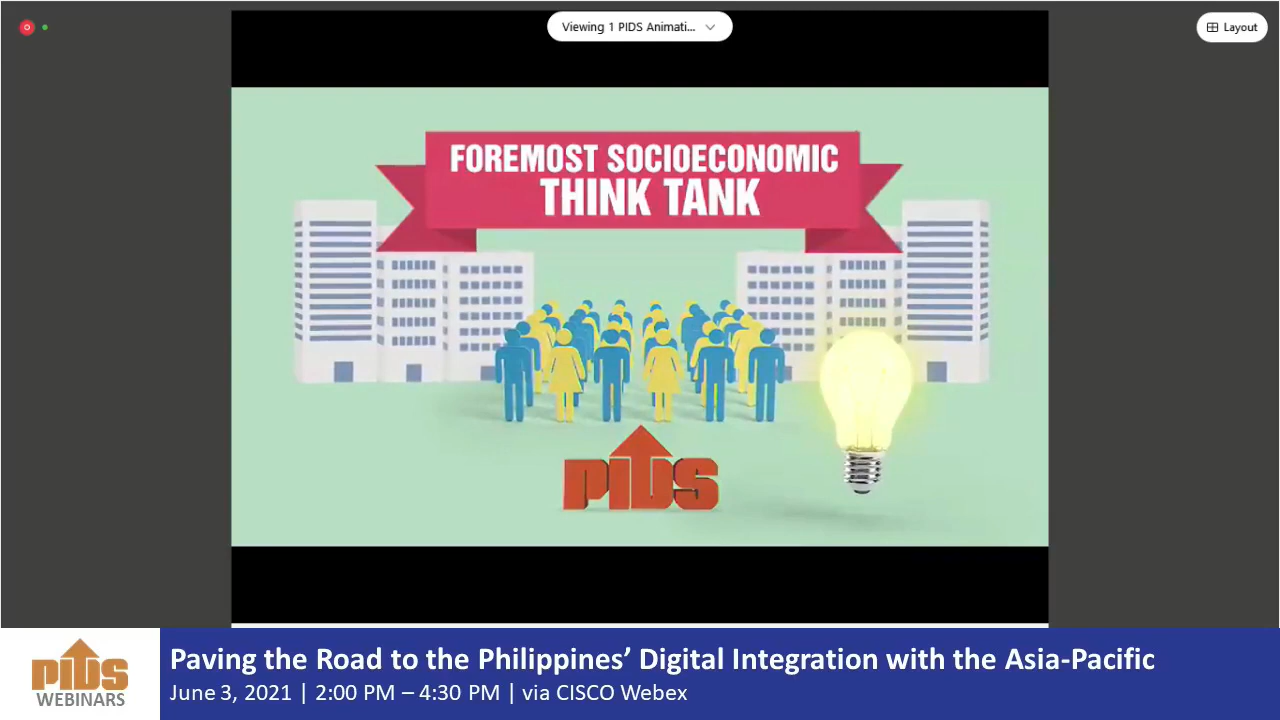 Viewing 1 PIDS Animati...
Layout
FOREMOST SOCIOECONOMIC
THINK TANK
PIDS
PIDS
WEBINARS
Paving the Road to the Philippines’ Digital Integration with the Asia-Pacific
June 3, 2021 | 2:00 PM – 4:30 PM | via CISCO Webex